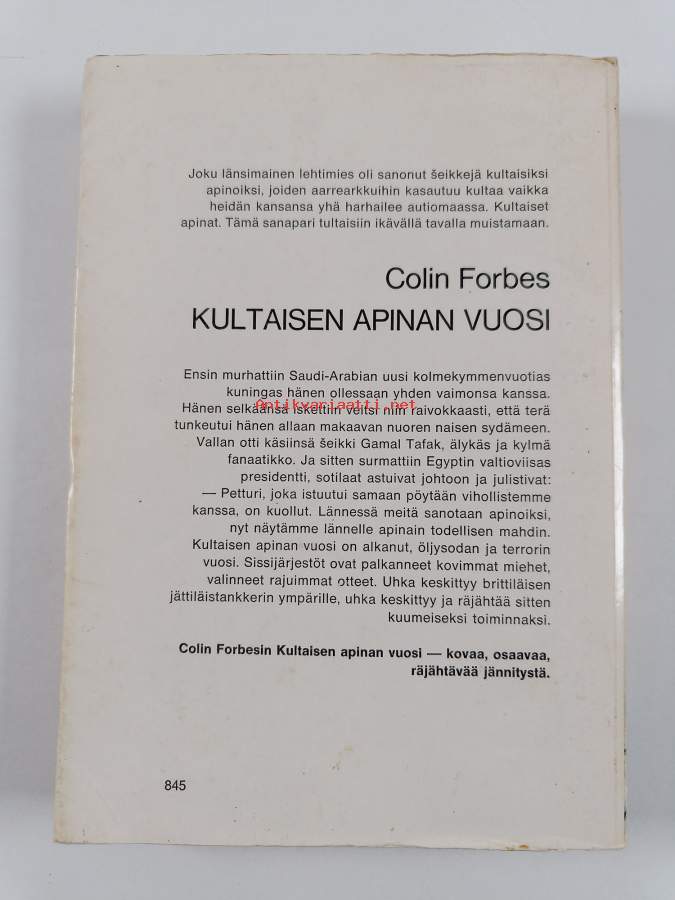 Joku länsimainen lehtimies oli sanonut šeikkejä kultaisiksi
apinoiksi, joiden aarrearkkuihin kasautuu kultaa vaikka
heidän kansansa yhä harhailee autiomaassa. Kultaiset
apinat. Tämä sanapari tultaisiin ikävällä tavalla muistamaan.
Colin Forbes
KULTAISEN APINAN VUOSI
Ensin murhattiin Saudi-Arabian uusi kolmekymmenvuotias
kuningas hänen ollessaan yhden vaimonsa kanssa.
Antikvariaatti.net
Hänen selkäänsä iskettiin veitsi niin raivokkaasti, että terä
tunkeutui hänen allaan makaavan nuoren naisen sydämeen.
Vallan otti käsiinsä šeikki Gamal Tafak, älykäs ja kylmä
fanaatikko. Ja sitten surmattiin Egyptin valtioviisas
presidentti, sotilaat astuivat johtoon ja julistivat:
— Petturi, joka istuutui samaan pöytään vihollistemme
kanssa, on kuollut. Lännessä meitä sanotaan apinoiksi,
nyt näytämme lännelle apinain todellisen mahdin.
Kultaisen apinan vuosi on alkanut, öljysodan ja terrorin
vuosi. Sissijärjestöt ovat palkanneet kovimmat miehet,
valinneet rajuimmat otteet. Uhka keskittyy brittiläisen
jättiläistankkerin ympärille, uhka keskittyy ja räjähtää sitten
kuumeiseksi toiminnaksi.
Colin Forbesin Kultaisen apinan vuosi — kovaa, osaavaa,
räjähtävää jännitystä.
845